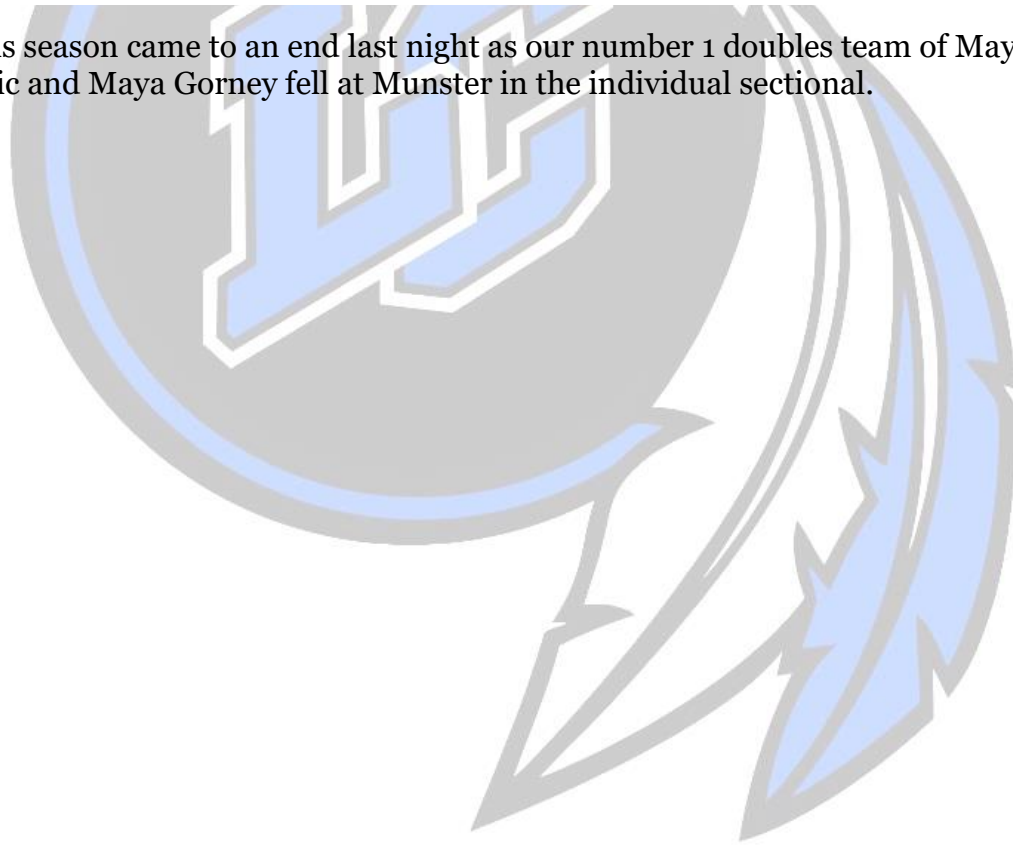 s season came to an end last night as our number 1 doubles team of May
ic and Maya Gorney fell at Munster in the individual sectional.
LC